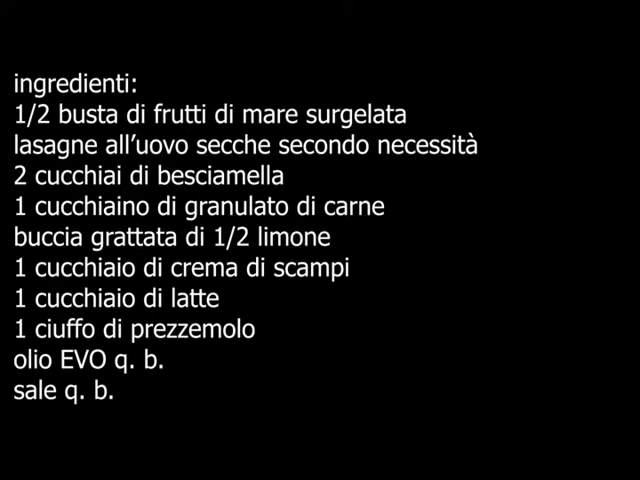 ingredienti:
1/2 busta di frutti di mare surgelata
lasagne all’uovo secche secondo necessità
2 cucchiai di besciamella
1 cucchiaino di granulato di carne
buccia grattata di 1/2 limone
1 cucchiaio di crema di scampi
1 cucchiaio di latte
1 ciuffo di prezzemolo
olio EVO q. b.
sale q. b.